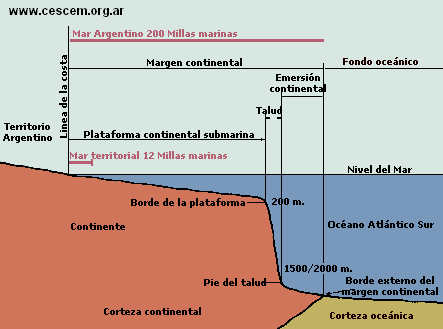 www.cescem.org.ar
Mar Argentino 200 Millas marinas
Margen continental
Fondo oceánico
Emersión
continental
Línea de la costa
Talud
Territorio
Argentino
Plataforma continental submarina
Mar territorial 12 Millas marinas
Nivel del Mar
Borde de la plataforma
200 m.
Continente
Océano Atlántico Sur
1500/2000 m.
Pie del talud
Borde externo del
margen continental
Corteza continental
Corteza oceánica